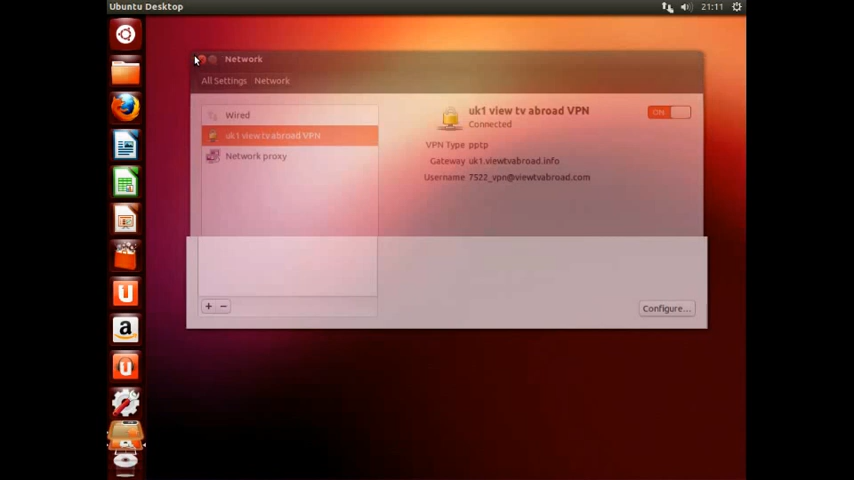 Ubuntu Desktop
21:11
Network
All Settings Network
Wired
uk1 view tv abroad VPN
Network proxy
uk1 view tv abroad VPN
Connected
ON
VPN Type pptp
Gateway uk1.viewtvabroad.info
Username 7522_vpn@viewtvabroad.com
+ −
Configure...